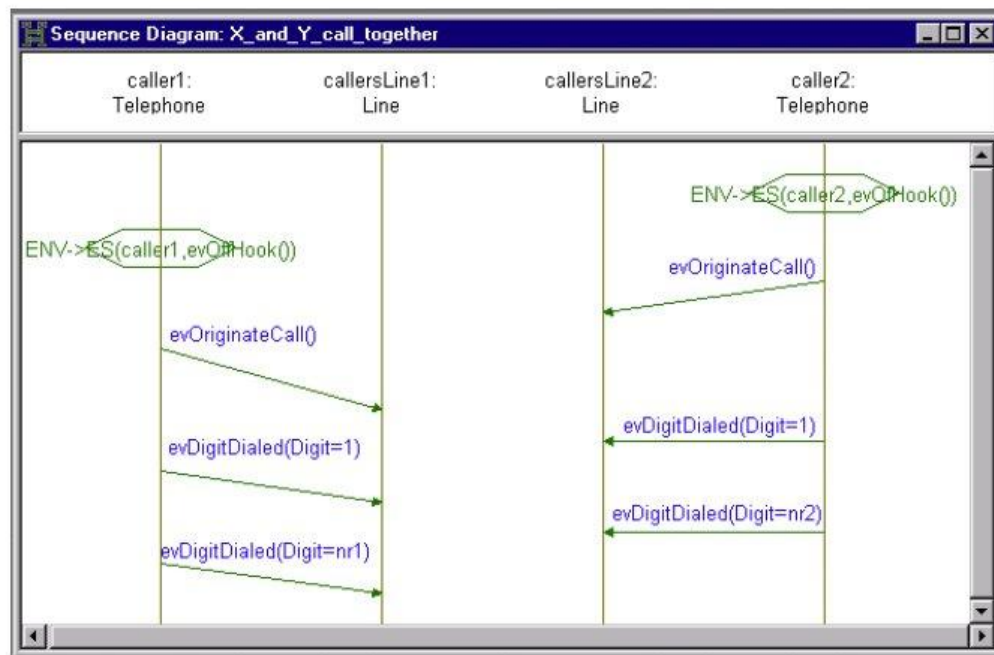 Sequence Diagram: X_and_Y_call_together
caller1:
Telephone
callersLine1:
Line
callersLine2:
Line
caller2:
Telephone
ENV->ES(caller2,evOffHook())
ENV->ES(caller1,evOffHook())
evOriginateCall()
evOriginateCall()
evDigitDialed(Digit=1)
evDigitDialed(Digit=1)
evDigitDialed(Digit=nr2)
evDigitDialed(Digit=nr1)